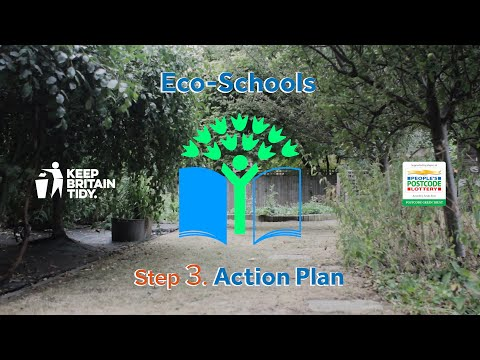 Eco-Schools
KEEP
BRITAIN
TIDY.
PEOPLE'S
POSTCODE
LOTTERY
Step 3. Action Plan